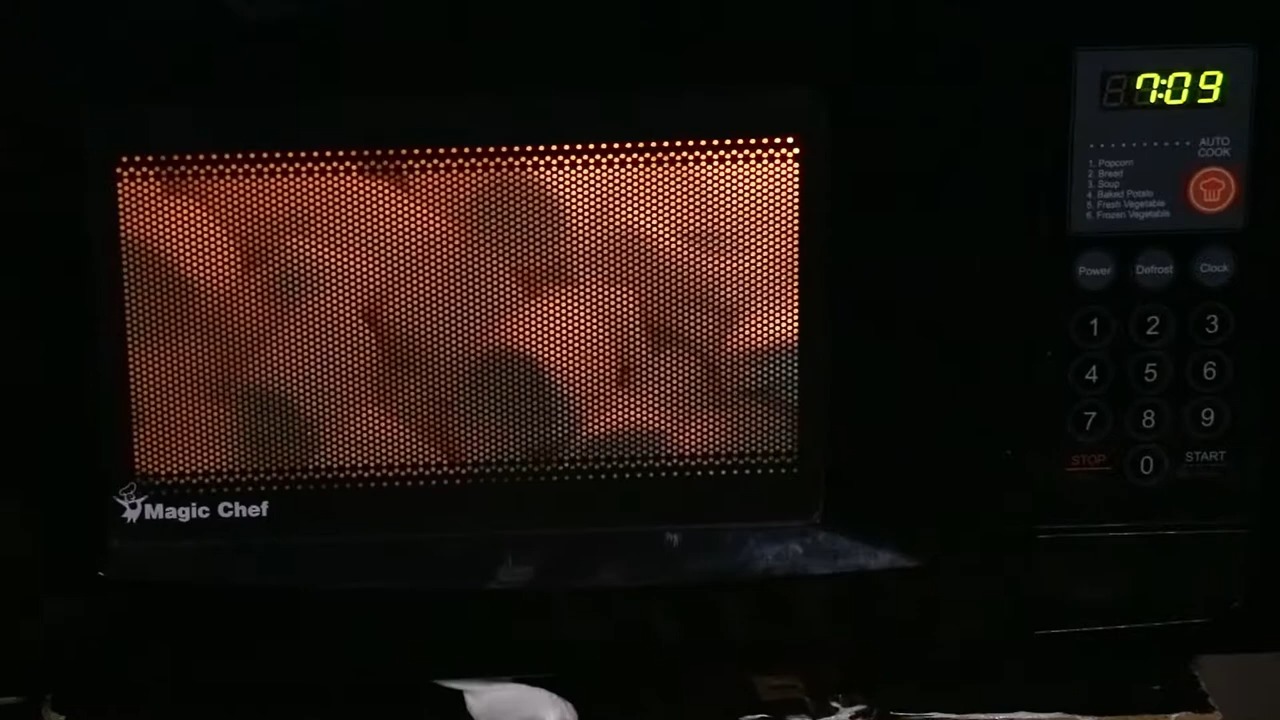 7:09
AUTO
COOK
1. Popcorn
2. Bread
3. Soup
4. Baked Potato
5. Fresh Vegetable
6. Frozen Vegetable
Power Defrost Clock
1 2 3
4 5 6
7 8 9
STOP 0 START
Magic Chef